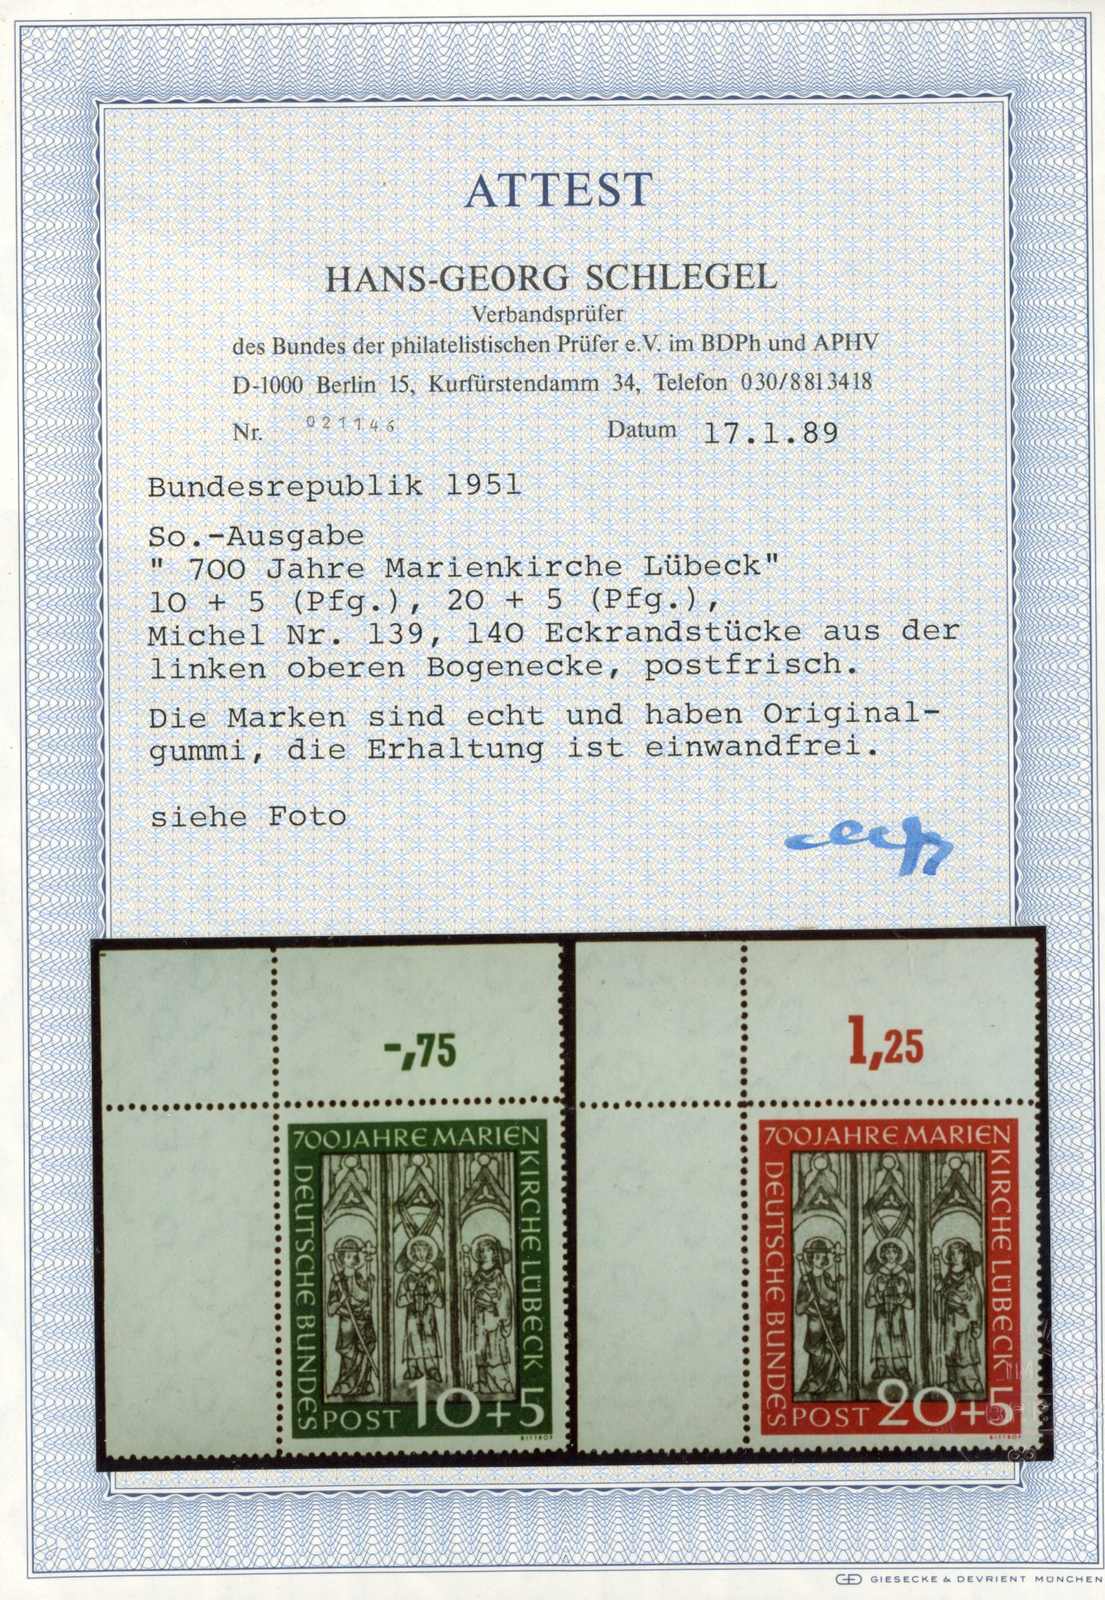 ATTEST
HANS-GEORG SCHLEGEL
Verbandsprüfer
des Bundes der philatelistischen Prüfer e.V. im BDPh und APHV
D-1000 Berlin 15, Kurfürstendamm 34, Telefon 030/8813418
Nr. 021146 Datum 17.1.89
Bundesrepublik 1951
So.-Ausgabe
" 700 Jahre Marienkirche Lübeck"
10 + 5 (Pfg.), 20 + 5 (Pfg.),
Michel Nr. 139, 140 Eckrandstücke aus der
linken oberen Bogenecke, postfrisch.
Die Marken sind echt und haben Original-
gummi, die Erhaltung ist einwandfrei.
siehe Foto
-,75
700 JAHRE MARIEN
KIRCHE LÜBECK
DEUTSCHE BUNDES
POST 10+5
1,25
700 JAHRE MARIEN
KIRCHE LÜBECK
DEUTSCHE BUNDES
POST 20+5
GIESECKE & DEVRIENT MÜNCHEN